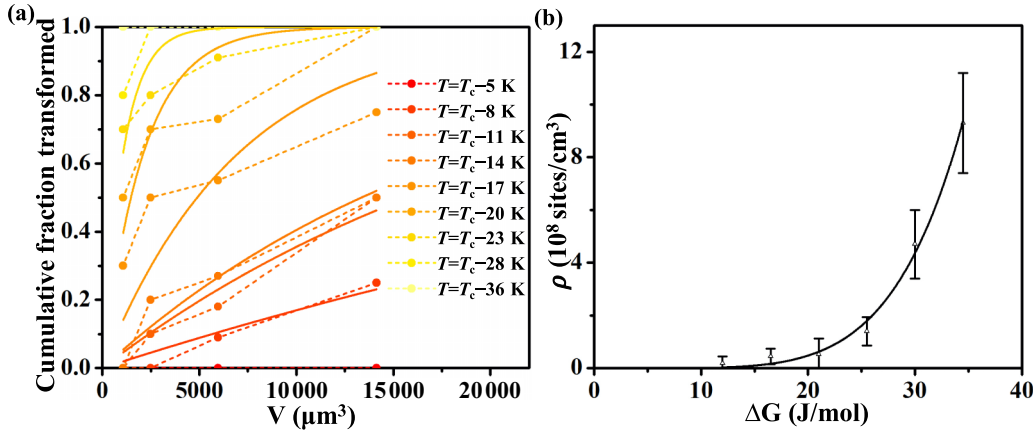 (a)
Cumulative fraction transformed
1.0
0.8
0.6
0.4
0.2
0.0
0 5000 10000 15000 20000
V (μm³)
T=Tc−5 K
T=Tc−8 K
T=Tc−11 K
T=Tc−14 K
T=Tc−17 K
T=Tc−20 K
T=Tc−23 K
T=Tc−28 K
T=Tc−36 K
(b)
ρ (10⁸ sites/cm³)
12
8
4
0
0 10 20 30 40
ΔG (J/mol)